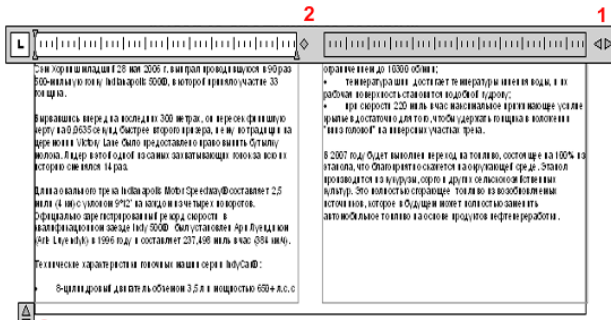 2
1
L
Сэм Хорниш младший 28 мая 2006 г. выиграл проводившуюся в 90 раз
500-мильную гонку Indianapolis 500®, в которой приняло участие 33
гонщика.
Вырвавшись вперед на последних 300 метрах, он пересек финишную
черту на 0,0635 секунд быстрее второго призера, и ему по традиции на
церемонии Victory Lane было предоставлено право выпить бутылку
молока. Лидер в этой одной из самых захватывающих гонок за всю их
историю сменялся 14 раз.
Длина овального трека Indianapolis Motor Speedway® составляет 2,5
мили (4 км) с уклоном 9°12' на каждом из четырех поворотов.
Официально зарегистрированный рекорд скорости в
квалификационном заезде Indy 500® был установлен Ари Луендиком
(Arie Luyendyk) в 1996 году и составляет 237,498 миль в час (384 км/ч).
Технические характеристики гоночных машин серии IndyCar®:
• 8-цилиндровый двигатель объемом 3,5 л и мощностью 650+ л.с. с
ограничением до 10300 об/мин;
• температура шин достигает температуры кипения воды, и их
рабочая поверхность становится подобной гудрону;
• при скорости 220 миль в час максимальное прижимающее усилие
крыльев достаточно для того, чтобы удержать гонщика в положении
"вниз головой" на виверсных участках трека.
В 2007 году будет выполнен переход на топливо, состоящее на 100% из
этанола, что благоприятно скажется на окружающей среде. Этанол
производится из кукурузы, сорго и других сельскохозяйственных
культур. Это полностью сгорающее топливо из возобновляемых
источников, которое в будущем может полностью заменить
автомобильное топливо на основе продуктов нефтепереработки.